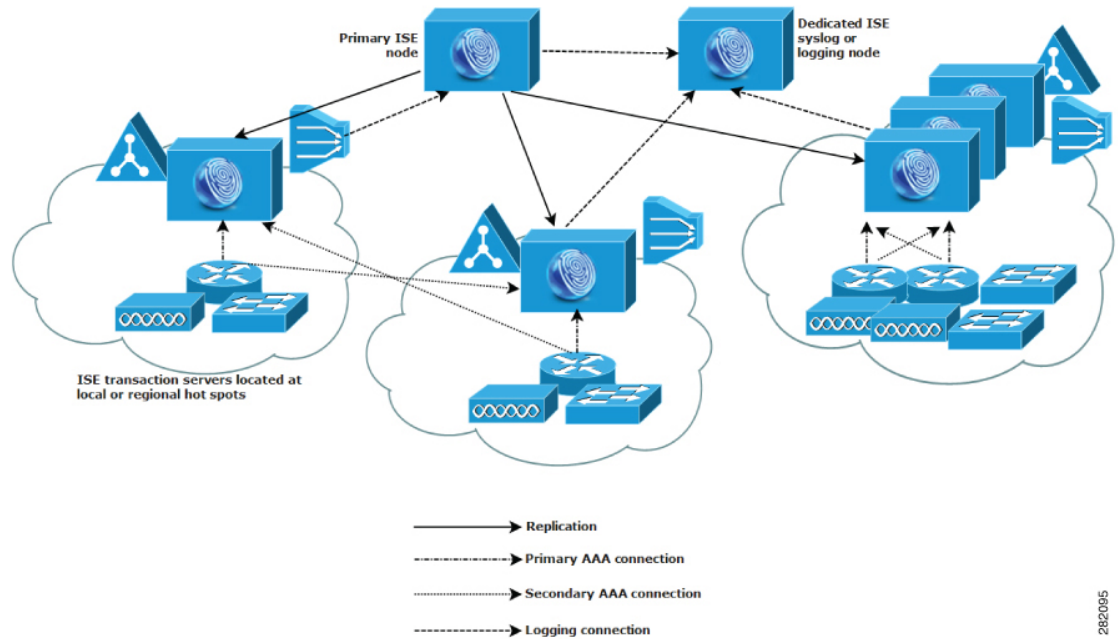 Primary ISE
node
Dedicated ISE
syslog or
logging node
ISE transaction servers located at
local or regional hot spots
Replication
Primary AAA connection
Secondary AAA connection
Logging connection
282095